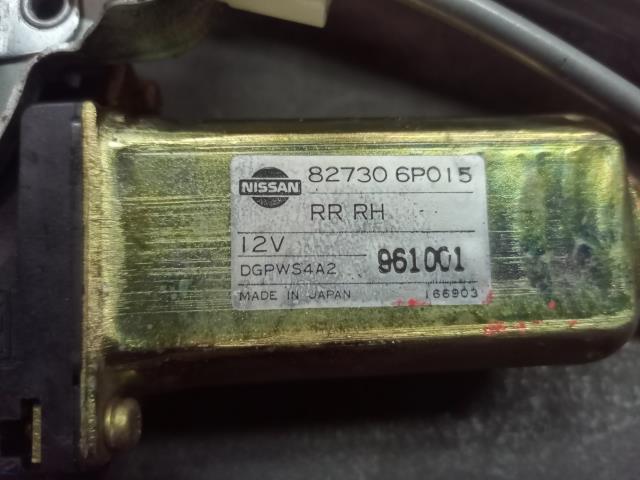 NISSAN 82730 6P015
RR RH
12V
DGPWS4A2 961001
MADE IN JAPAN 166903